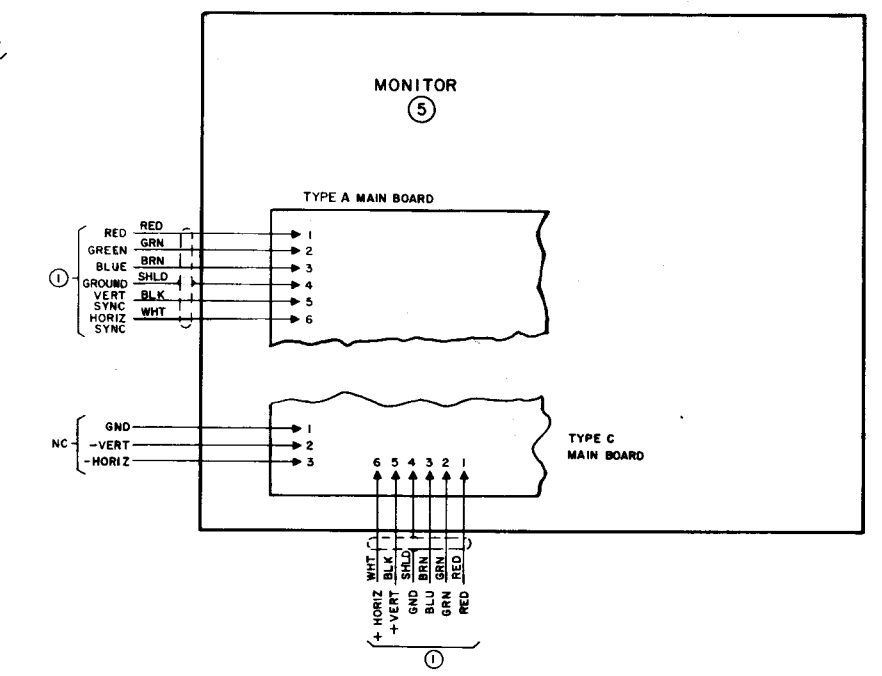 MONITOR
5
TYPE A MAIN BOARD
RED RED 1
GREEN GRN 2
BLUE BRN 3
GROUND SHLD 4
VERT SYNC BLK 5
HORIZ SYNC WHT 6
1
GND 1
-VERT 2
-HORIZ 3
NC
TYPE C
MAIN BOARD
6 5 4 3 2 1
WHT BLK SHLD BRN GRN RED
+ HORIZ + VERT GND BLU GRN RED
1